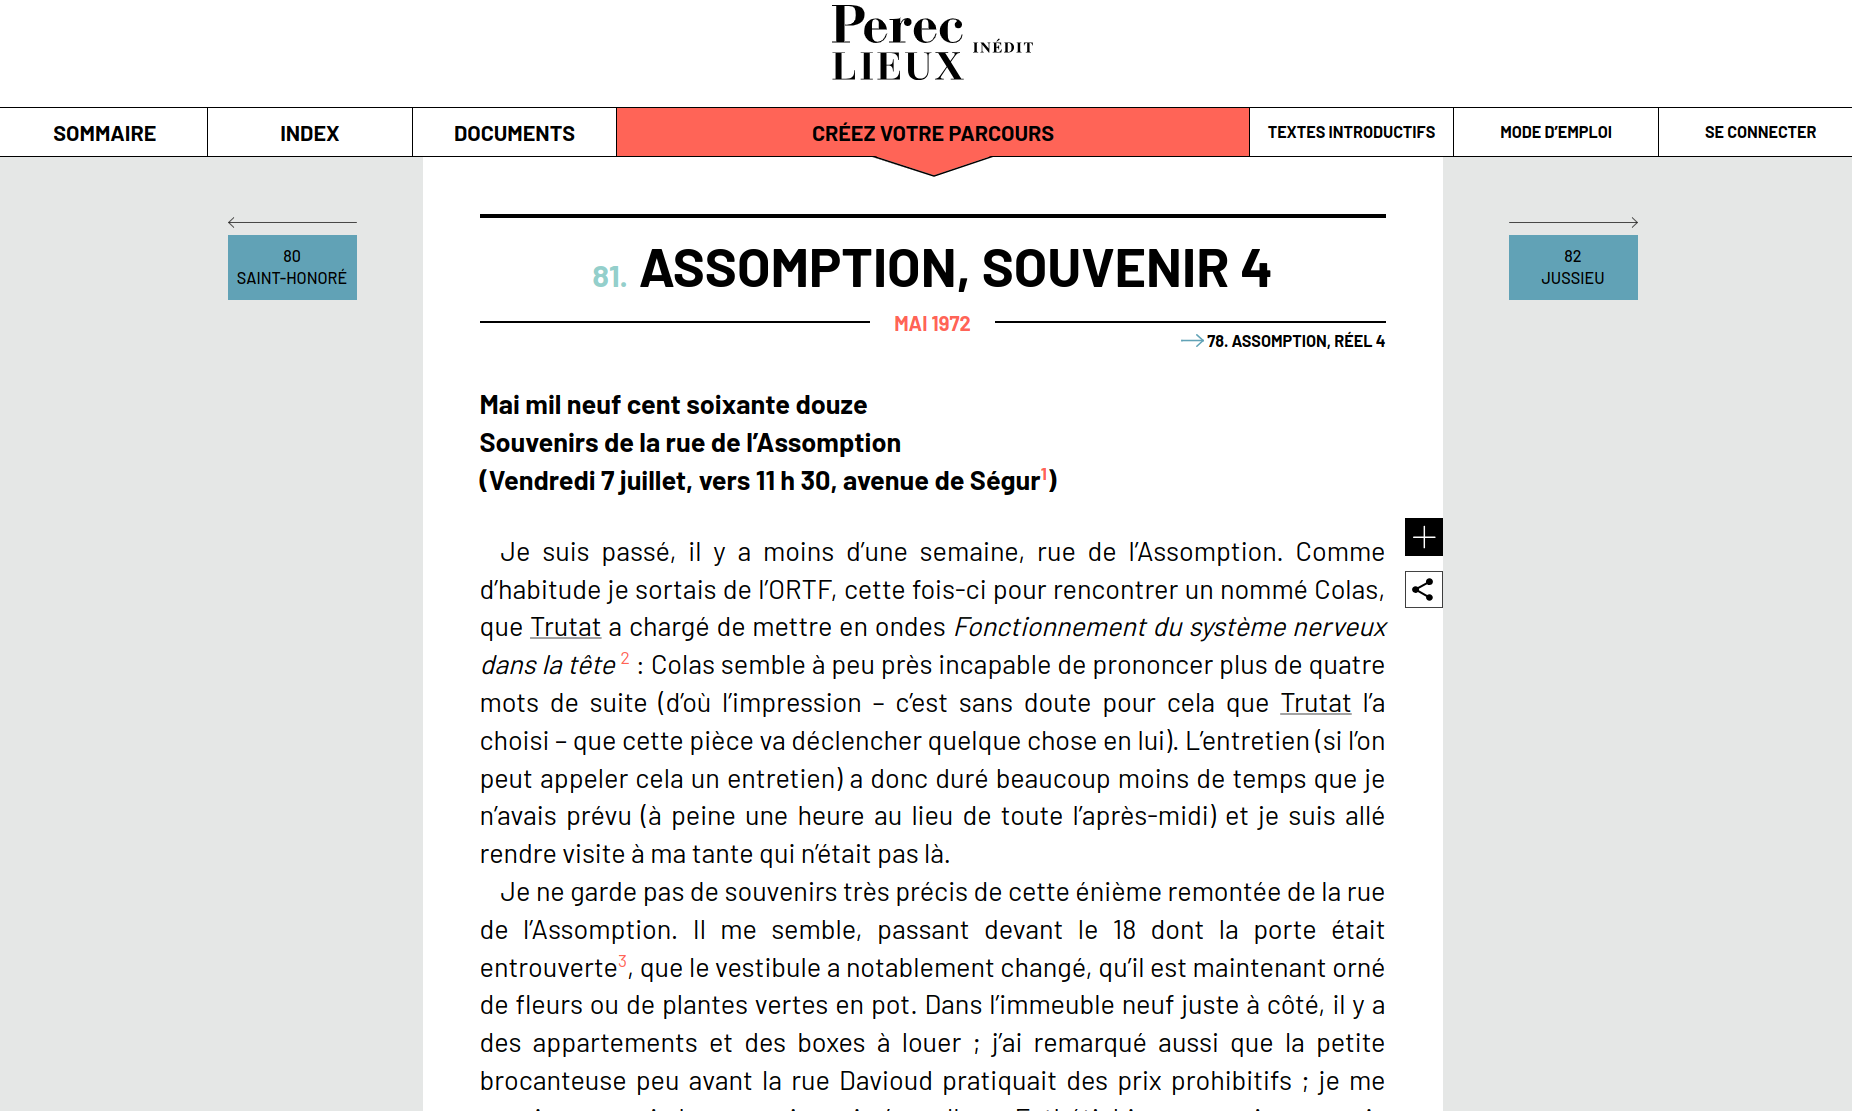 Perec
LIEUX INÉDIT
SOMMAIRE
INDEX
DOCUMENTS
CRÉEZ VOTRE PARCOURS
TEXTES INTRODUCTIFS
MODE D'EMPLOI
SE CONNECTER
80
SAINT-HONORÉ
82
JUSSIEU
81. ASSOMPTION, SOUVENIR 4
MAI 1972
78. ASSOMPTION, RÉEL 4
Mai mil neuf cent soixante douze
Souvenirs de la rue de l'Assomption
(Vendredi 7 juillet, vers 11 h 30, avenue de Ségur1)
Je suis passé, il y a moins d'une semaine, rue de l'Assomption. Comme
d'habitude je sortais de l'ORTF, cette fois-ci pour rencontrer un nommé Colas,
que Trutat a chargé de mettre en ondes Fonctionnement du système nerveux
dans la tête 2 : Colas semble à peu près incapable de prononcer plus de quatre
mots de suite (d'où l'impression – c'est sans doute pour cela que Trutat l'a
choisi – que cette pièce va déclencher quelque chose en lui). L'entretien (si l'on
peut appeler cela un entretien) a donc duré beaucoup moins de temps que je
n'avais prévu (à peine une heure au lieu de toute l'après-midi) et je suis allé
rendre visite à ma tante qui n'était pas là.
Je ne garde pas de souvenirs très précis de cette énième remontée de la rue
de l'Assomption. Il me semble, passant devant le 18 dont la porte était
entrouverte3, que le vestibule a notablement changé, qu'il est maintenant orné
de fleurs ou de plantes vertes en pot. Dans l'immeuble neuf juste à côté, il y a
des appartements et des boxes à louer ; j'ai remarqué aussi que la petite
brocanteuse peu avant la rue Davioud pratiquait des prix prohibitifs ; je me